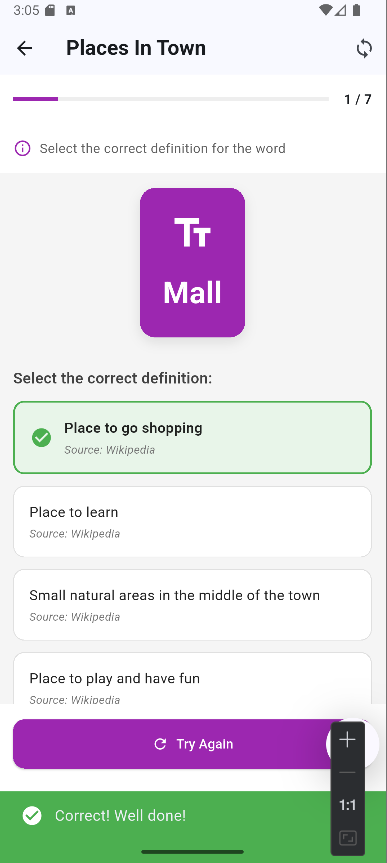 3:05 A
Places In Town
1 / 7
Select the correct definition for the word
TT
Mall
Select the correct definition:
Place to go shopping
Source: Wikipedia
Place to learn
Source: Wikipedia
Small natural areas in the middle of the town
Source: Wikipedia
Place to play and have fun
Source: Wikipedia
Try Again
1:1
Correct! Well done!